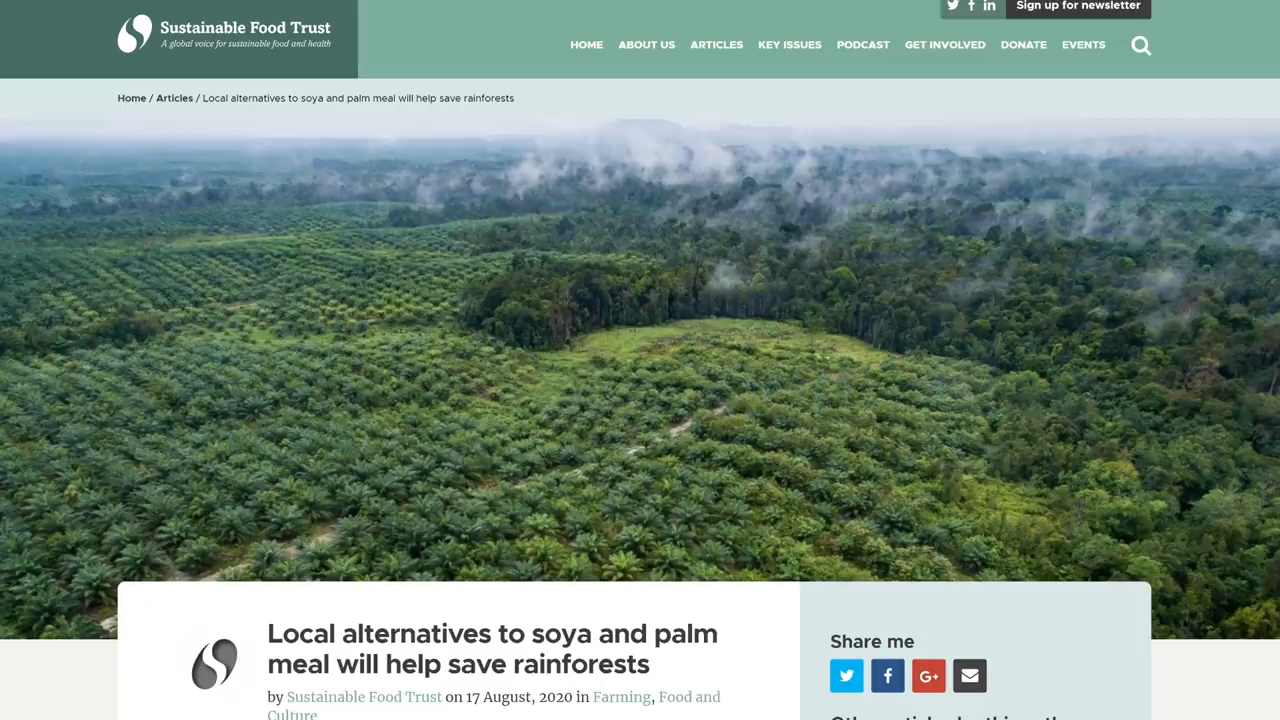 Sign up for newsletter
Sustainable Food Trust
A global voice for sustainable food and health
HOME ABOUT US ARTICLES KEY ISSUES PODCAST GET INVOLVED DONATE EVENTS
Home / Articles / Local alternatives to soya and palm meal will help save rainforests
Local alternatives to soya and palm
meal will help save rainforests
by Sustainable Food Trust on 17 August, 2020 in Farming, Food and
Culture
Share me